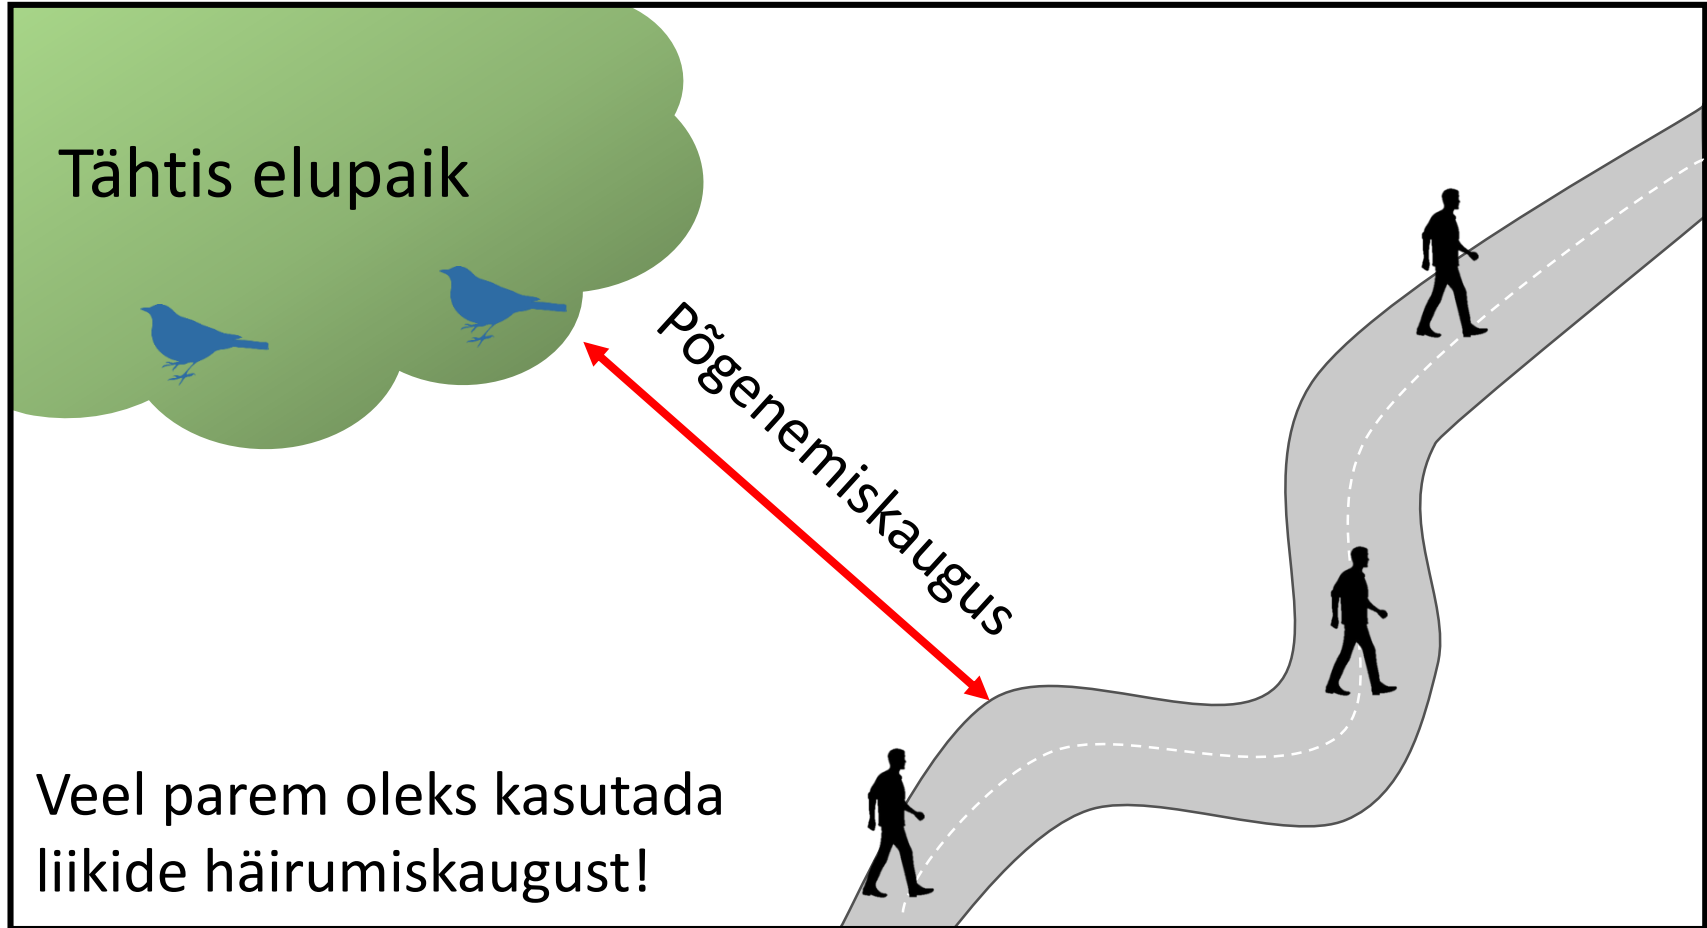 Tähtis elupaik
Põgenemiskaugus
Veel parem oleks kasutada
liikide häirumiskaugust!